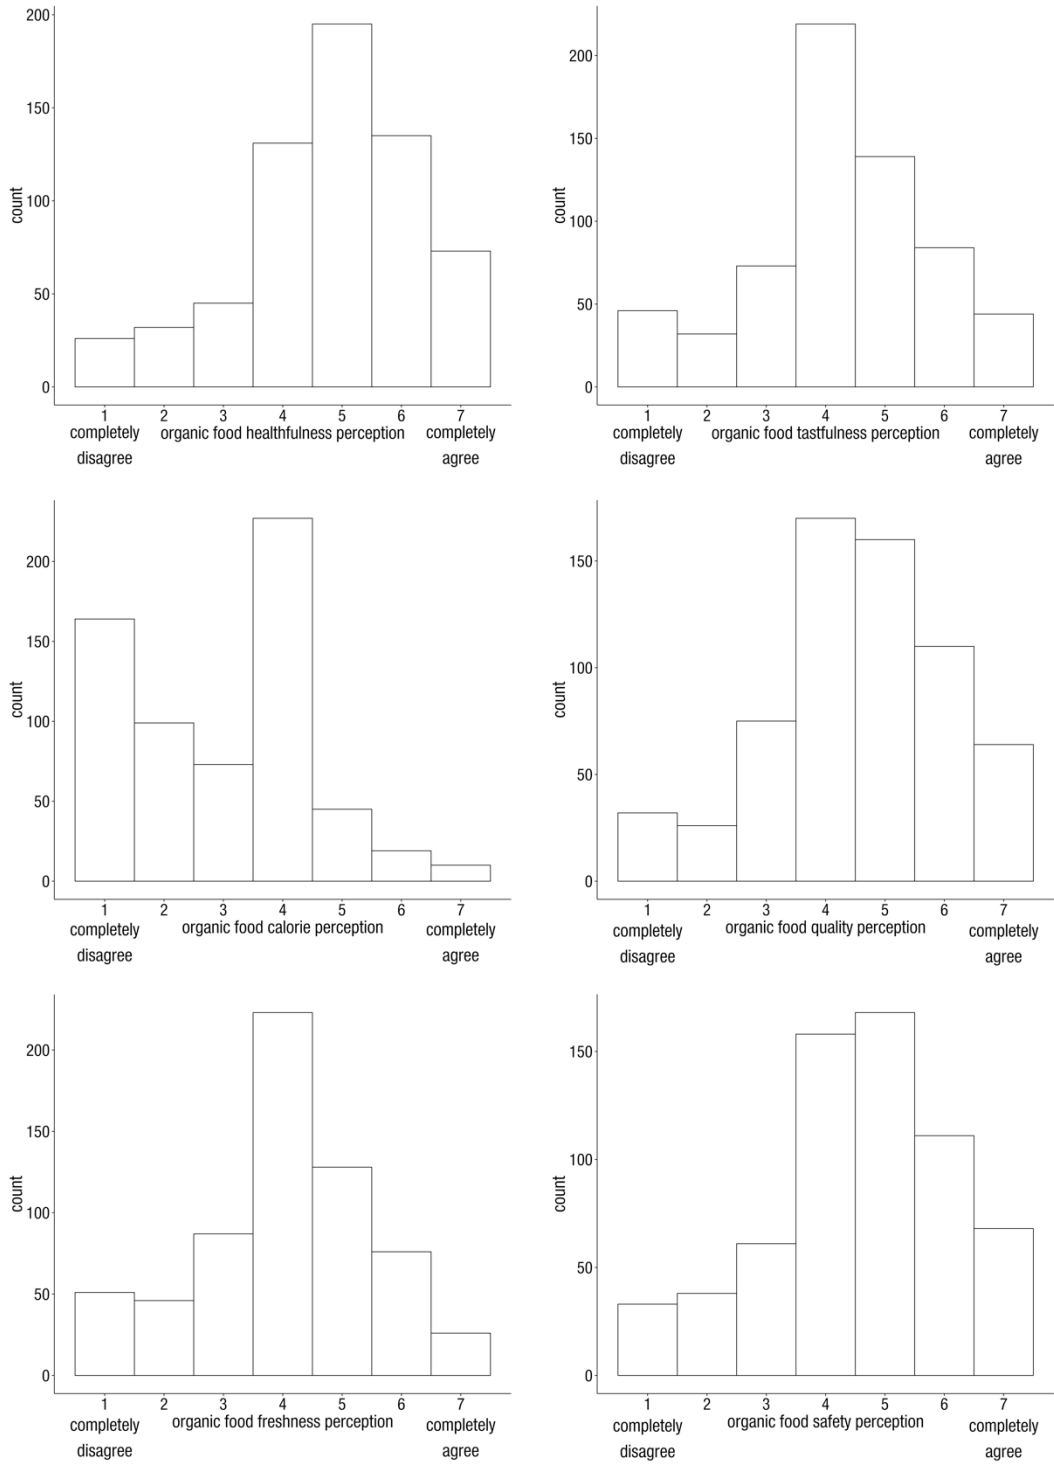 200
150
100
50
0
count
1 2 3 4 5 6 7
completely disagree
organic food healthfulness perception
completely agree
200
150
100
50
0
count
1 2 3 4 5 6 7
completely disagree
organic food tastfulness perception
completely agree
200
150
100
50
0
count
1 2 3 4 5 6 7
completely disagree
organic food calorie perception
completely agree
150
100
50
0
count
1 2 3 4 5 6 7
completely disagree
organic food quality perception
completely agree
200
150
100
50
0
count
1 2 3 4 5 6 7
completely disagree
organic food freshness perception
completely agree
150
100
50
0
count
1 2 3 4 5 6 7
completely disagree
organic food safety perception
completely agree